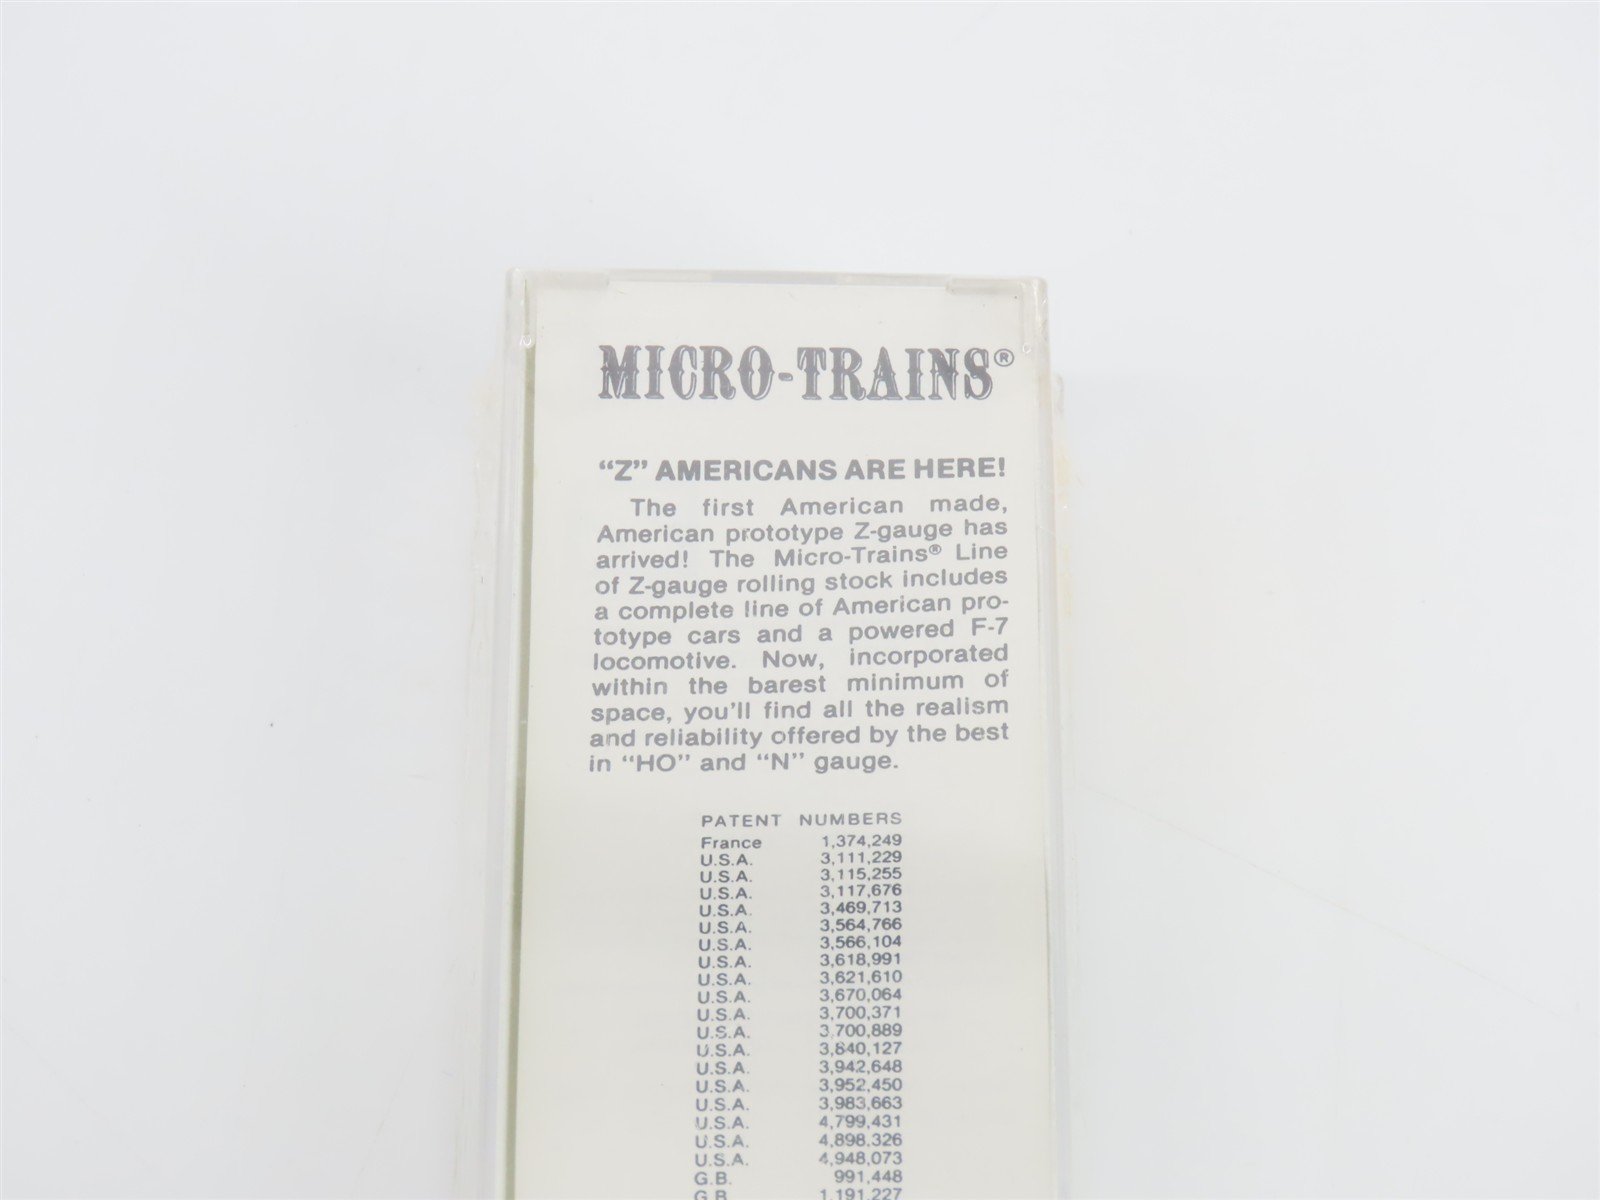 MICRO-TRAINS®
“Z” AMERICANS ARE HERE!
The first American made,
American prototype Z-gauge has
arrived! The Micro-Trains® Line
of Z-gauge rolling stock includes
a complete line of American pro-
totype cars and a powered F-7
locomotive. Now, incorporated
within the barest minimum of
space, you'll find all the realism
and reliability offered by the best
in “HO” and “N” gauge.
PATENT NUMBERS
France 1,374,249
U.S.A. 3,111,229
U.S.A. 3,115,255
U.S.A. 3,117,676
U.S.A. 3,469,713
U.S.A. 3,564,766
U.S.A. 3,566,104
U.S.A. 3,618,991
U.S.A. 3,621,610
U.S.A. 3,670,064
U.S.A. 3,700,371
U.S.A. 3,700,889
U.S.A. 3,840,127
U.S.A. 3,942,648
U.S.A. 3,952,450
U.S.A. 3,983,663
U.S.A. 4,799,431
U.S.A. 4,898,326
U.S.A. 4,948,073
G.B. 991,448
G.B. 1,191,227